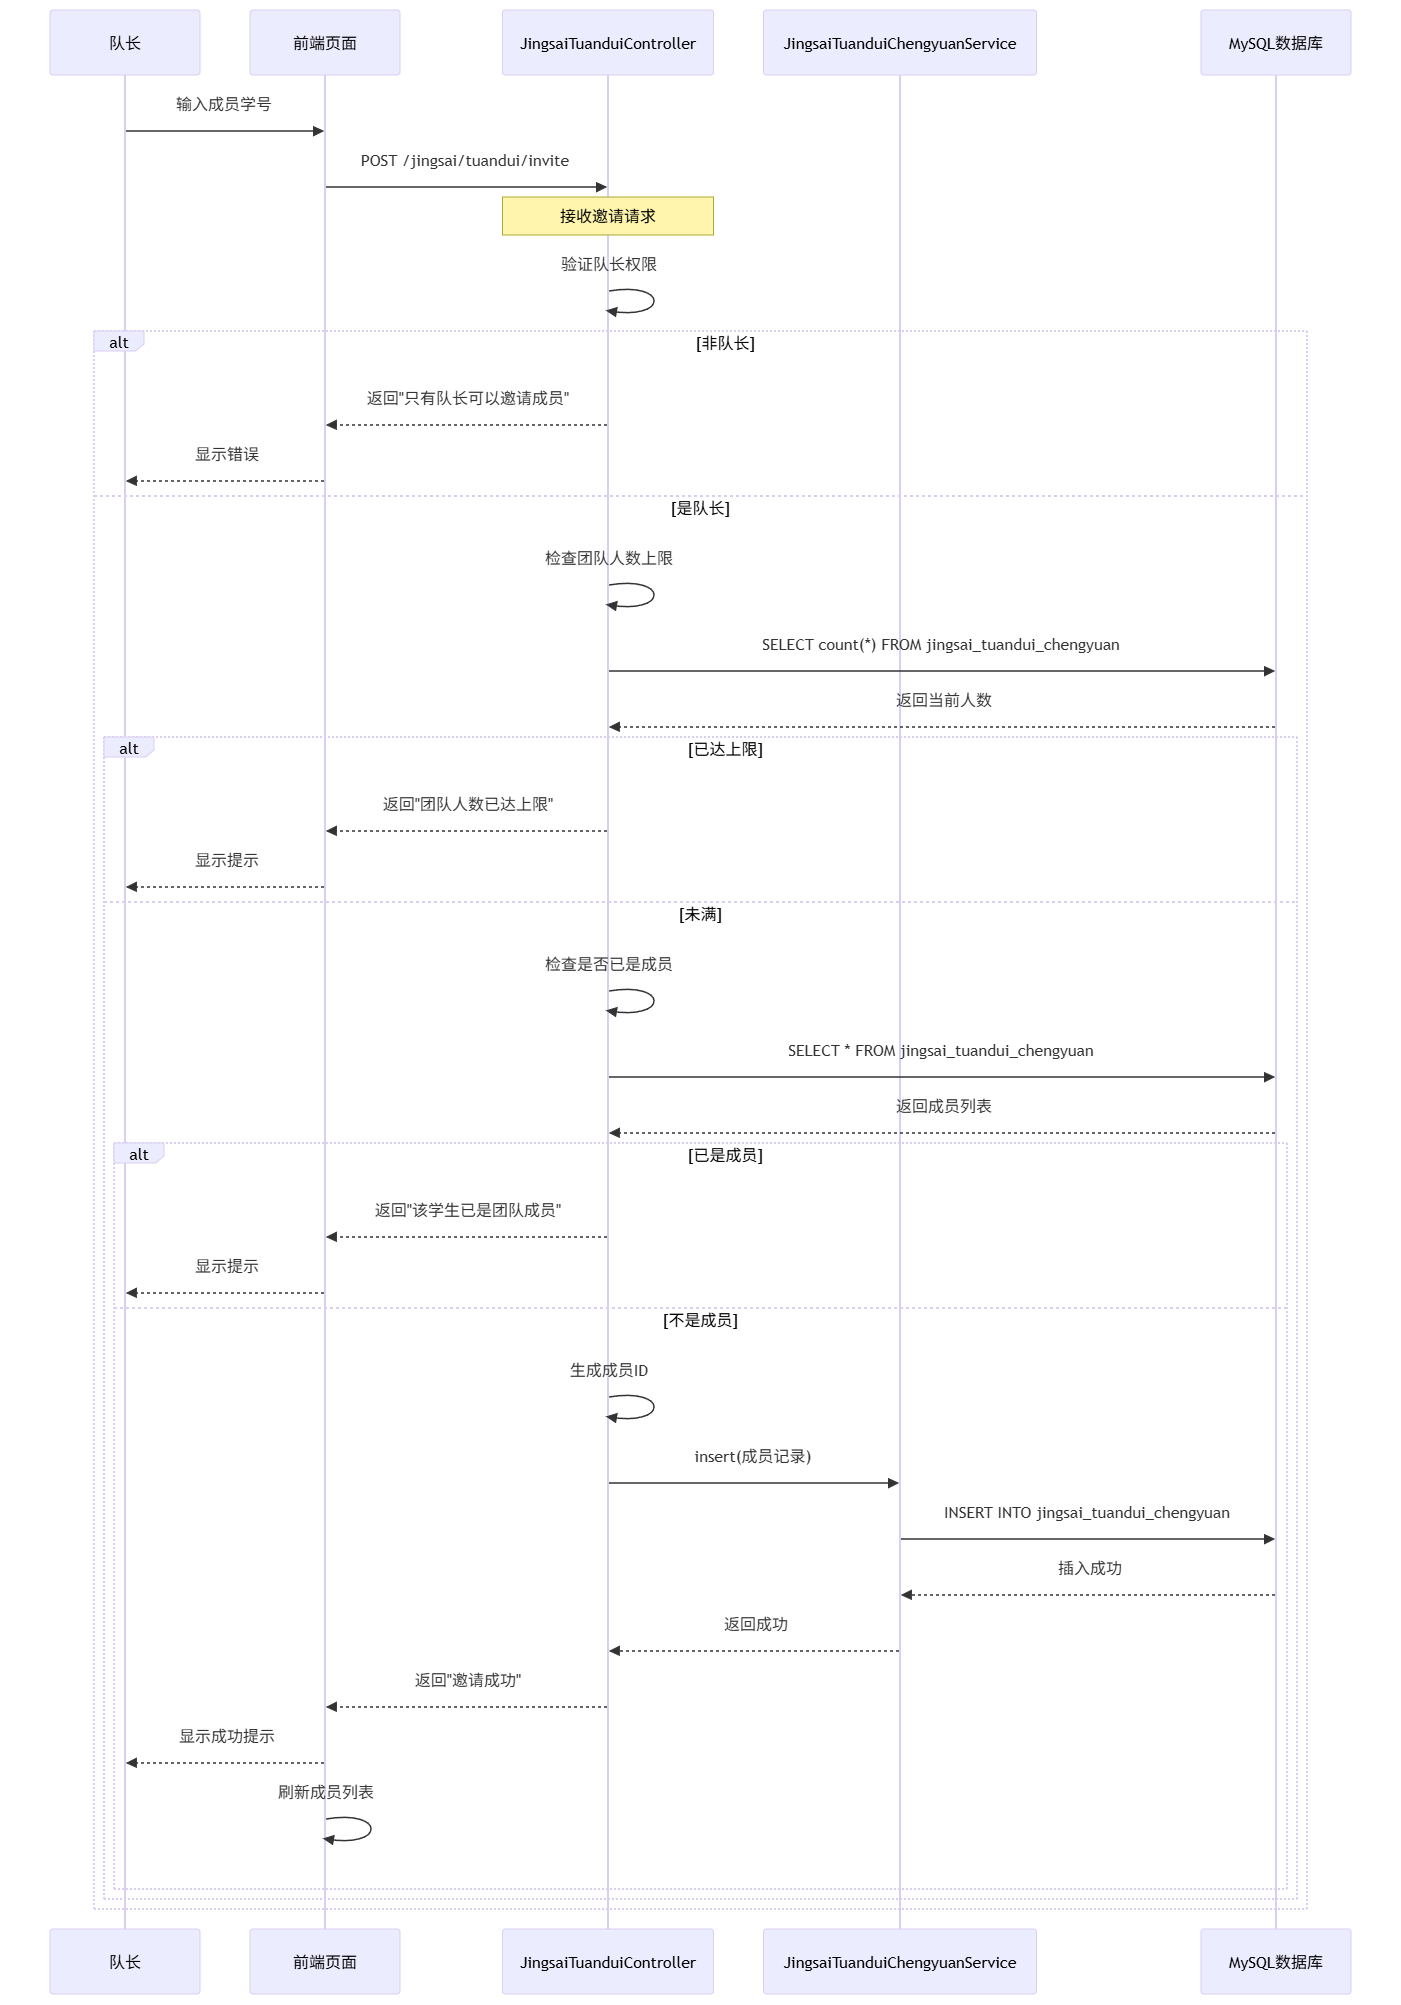 队长
前端页面
JingsaiTuanduiController
JingsaiTuanduiChengyuanService
MySQL数据库
输入成员学号
POST /jingsai/tuandui/invite
接收邀请请求
验证队长权限
alt
[非队长]
返回"只有队长可以邀请成员"
显示错误
[是队长]
检查团队人数上限
SELECT count(*) FROM jingsai_tuandui_chengyuan
返回当前人数
alt
[已达上限]
返回"团队人数已达上限"
显示提示
[未满]
检查是否已是成员
SELECT * FROM jingsai_tuandui_chengyuan
返回成员列表
alt
[已是成员]
返回"该学生已是团队成员"
显示提示
[不是成员]
生成成员ID
insert(成员记录)
INSERT INTO jingsai_tuandui_chengyuan
插入成功
返回成功
返回"邀请成功"
显示成功提示
刷新成员列表
队长
前端页面
JingsaiTuanduiController
JingsaiTuanduiChengyuanService
MySQL数据库